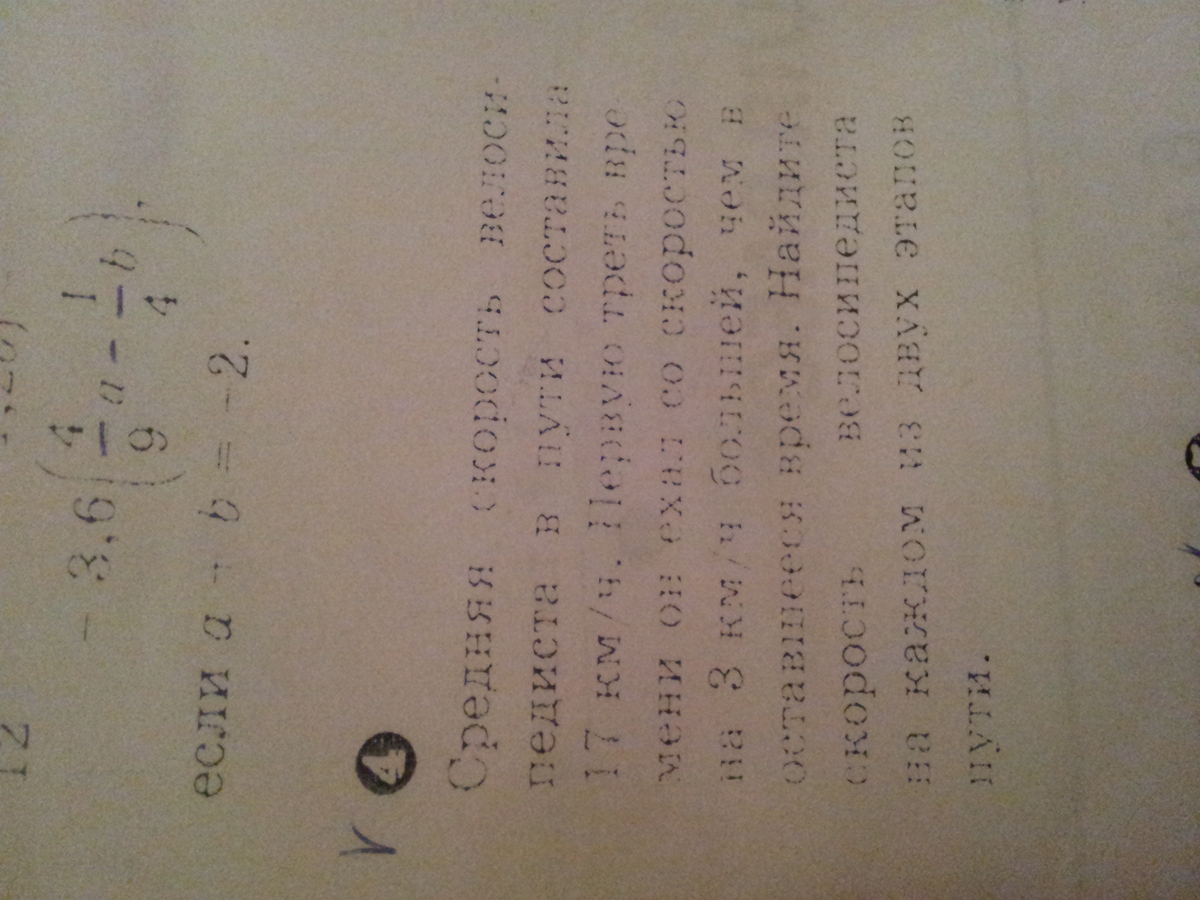 12
− 3,6(4/9 a − 1/4 b),
если a − b = −2.
4
Средняя скорость велоси-
педиста в пути составила
17 км/ч. Первую треть вре-
мени он ехал со скоростью
на 3 км/ч большей, чем в
оставшееся время. Найдите
скорость велосипедиста
на каждом из двух этапов
пути.